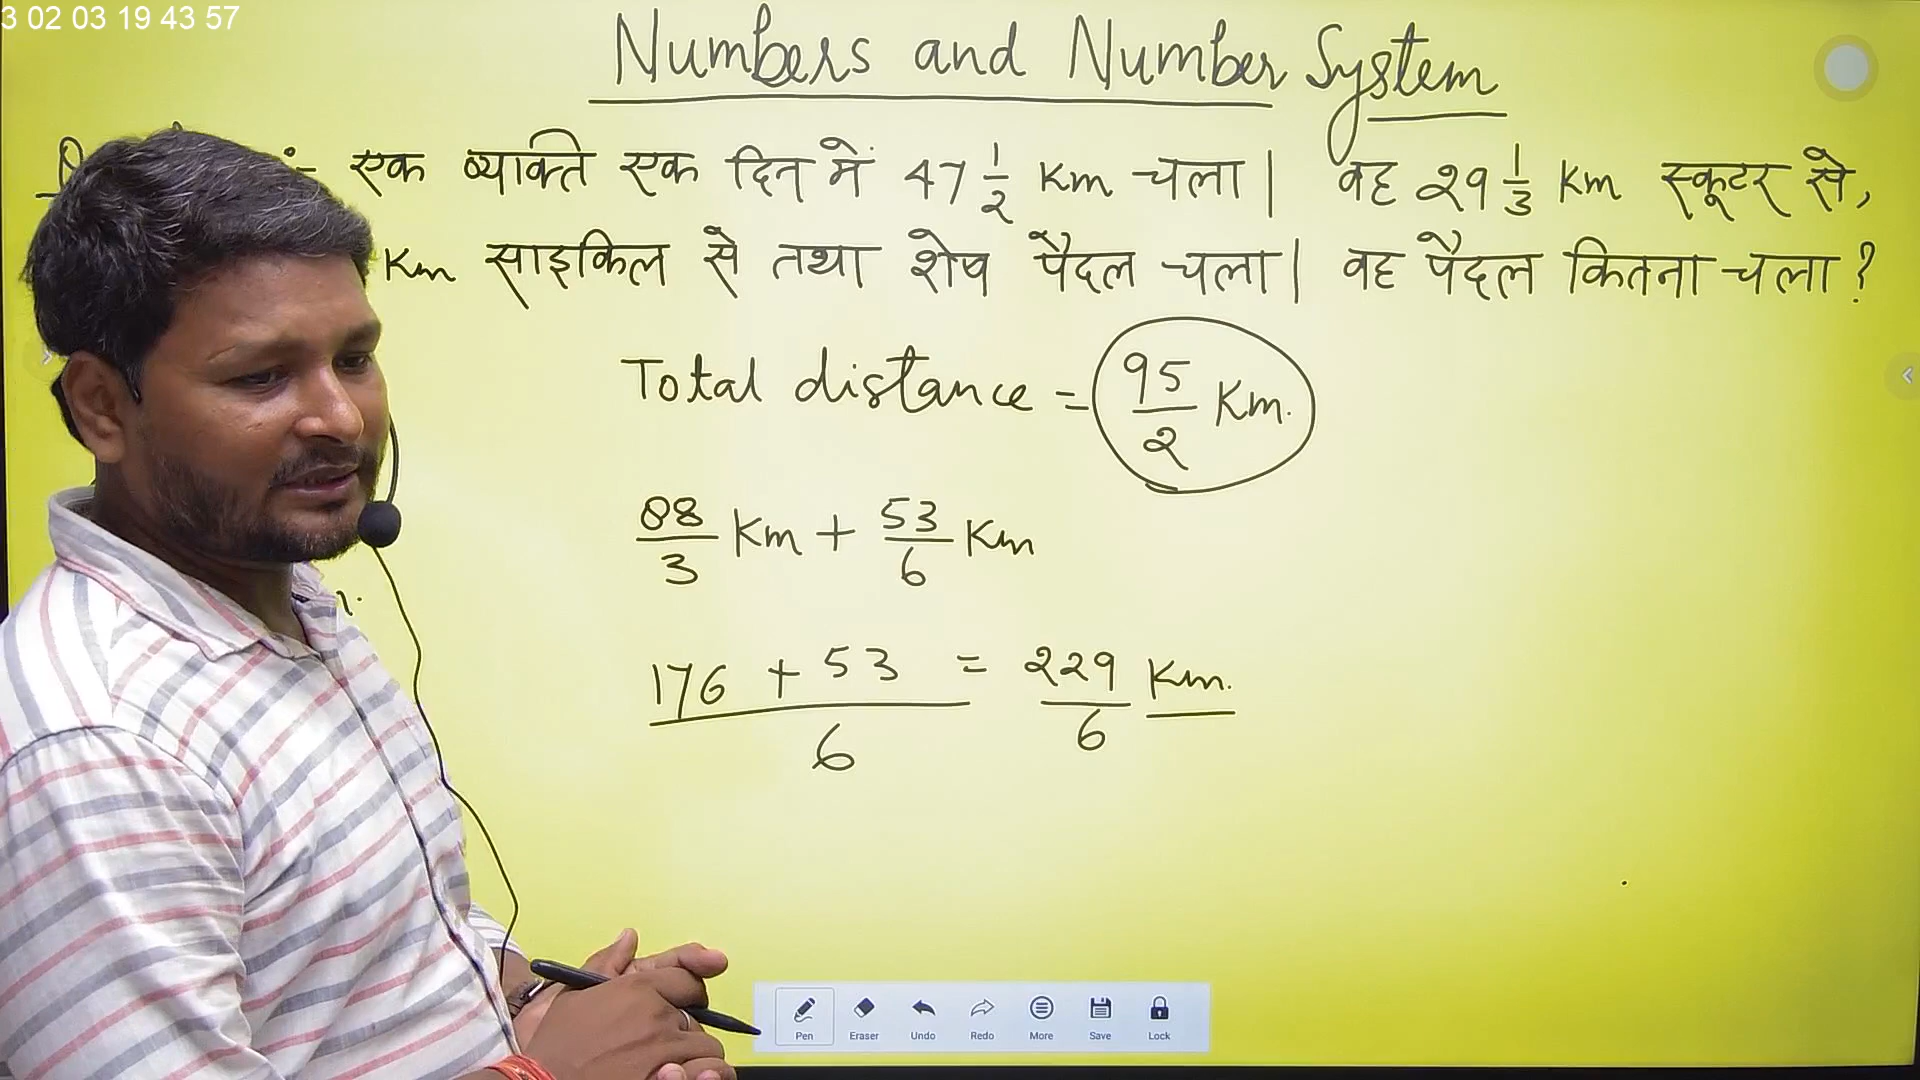 3 02 03 19 43 57
Numbers and Number System
:- एक व्यक्ति एक दिन में 47 1/2 Km चला | वह 29 1/3 Km स्कूटर से,
Km साइकिल से तथा शेष पैदल चला | वह पैदल कितना चला ?
Total distance = 95/2 Km.
88/3 Km + 53/6 Km
176 + 53 / 6 = 229/6 Km.
Pen Eraser Undo Redo More Save Lock